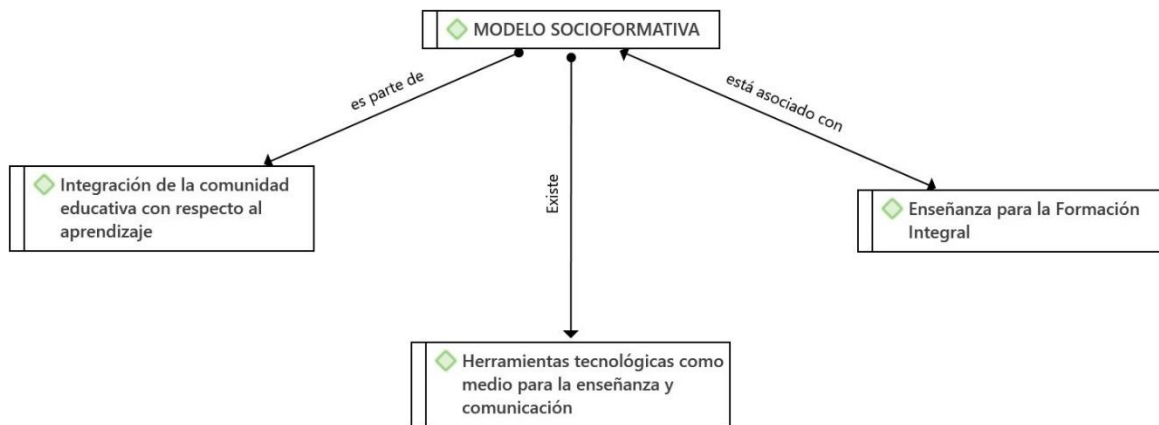 MODELO SOCIOFORMATIVA
es parte de
está asociado con
Integración de la comunidad
educativa con respecto al
aprendizaje
Existe
Enseñanza para la Formación
Integral
Herramientas tecnológicas como
medio para la enseñanza y
comunicación